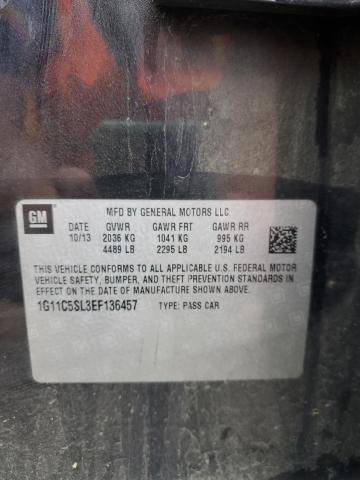 GM
MFD BY GENERAL MOTORS LLC
DATE GVWR GAWR FRT GAWR RR
10/13 2036 KG 1041 KG 995 KG
4489 LB 2295 LB 2194 LB
THIS VEHICLE CONFORMS TO ALL APPLICABLE U.S. FEDERAL MOTOR
VEHICLE SAFETY, BUMPER, AND THEFT PREVENTION STANDARDS IN
EFFECT ON THE DATE OF MANUFACTURE SHOWN ABOVE.
1G11C5SL3EF136457 TYPE: PASS CAR